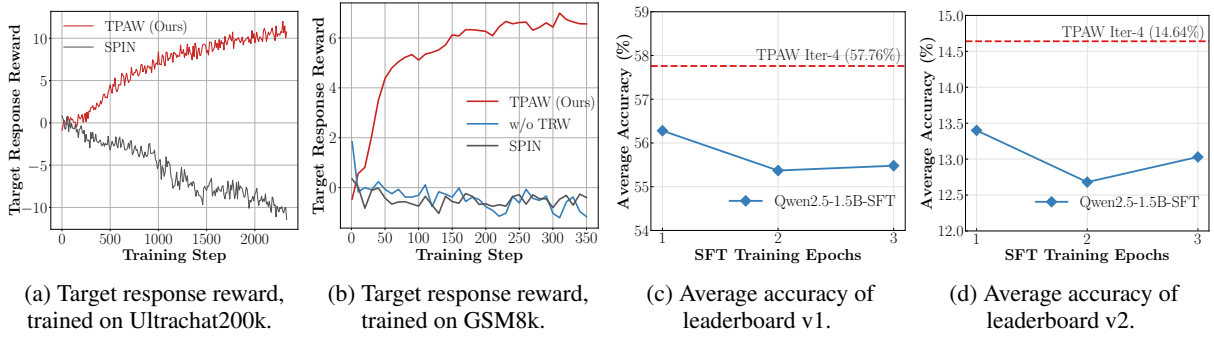 TPAW (Ours)
SPIN
10
5
0
−5
−10
Target Response Reward
0
500
1000
1500
2000
Training Step
(a) Target response reward,
trained on Ultrachat200k.
6
4
2
0
Target Response Reward
TPAW (Ours)
w/o TRW
SPIN
0
50
100
150
200
250
300
350
Training Step
(b) Target response reward,
trained on GSM8k.
59
58
56
55
54
Average Accuracy (%)
TPAW Iter-4 (57.76%)
Qwen2.5-1.5B-SFT
1
2
3
SFT Training Epochs
(c) Average accuracy of
leaderboard v1.
15.0
14.5
14.0
13.5
13.0
12.5
12.0
Average Accuracy (%)
TPAW Iter-4 (14.64%)
Qwen2.5-1.5B-SFT
1
2
3
SFT Training Epochs
(d) Average accuracy of
leaderboard v2.